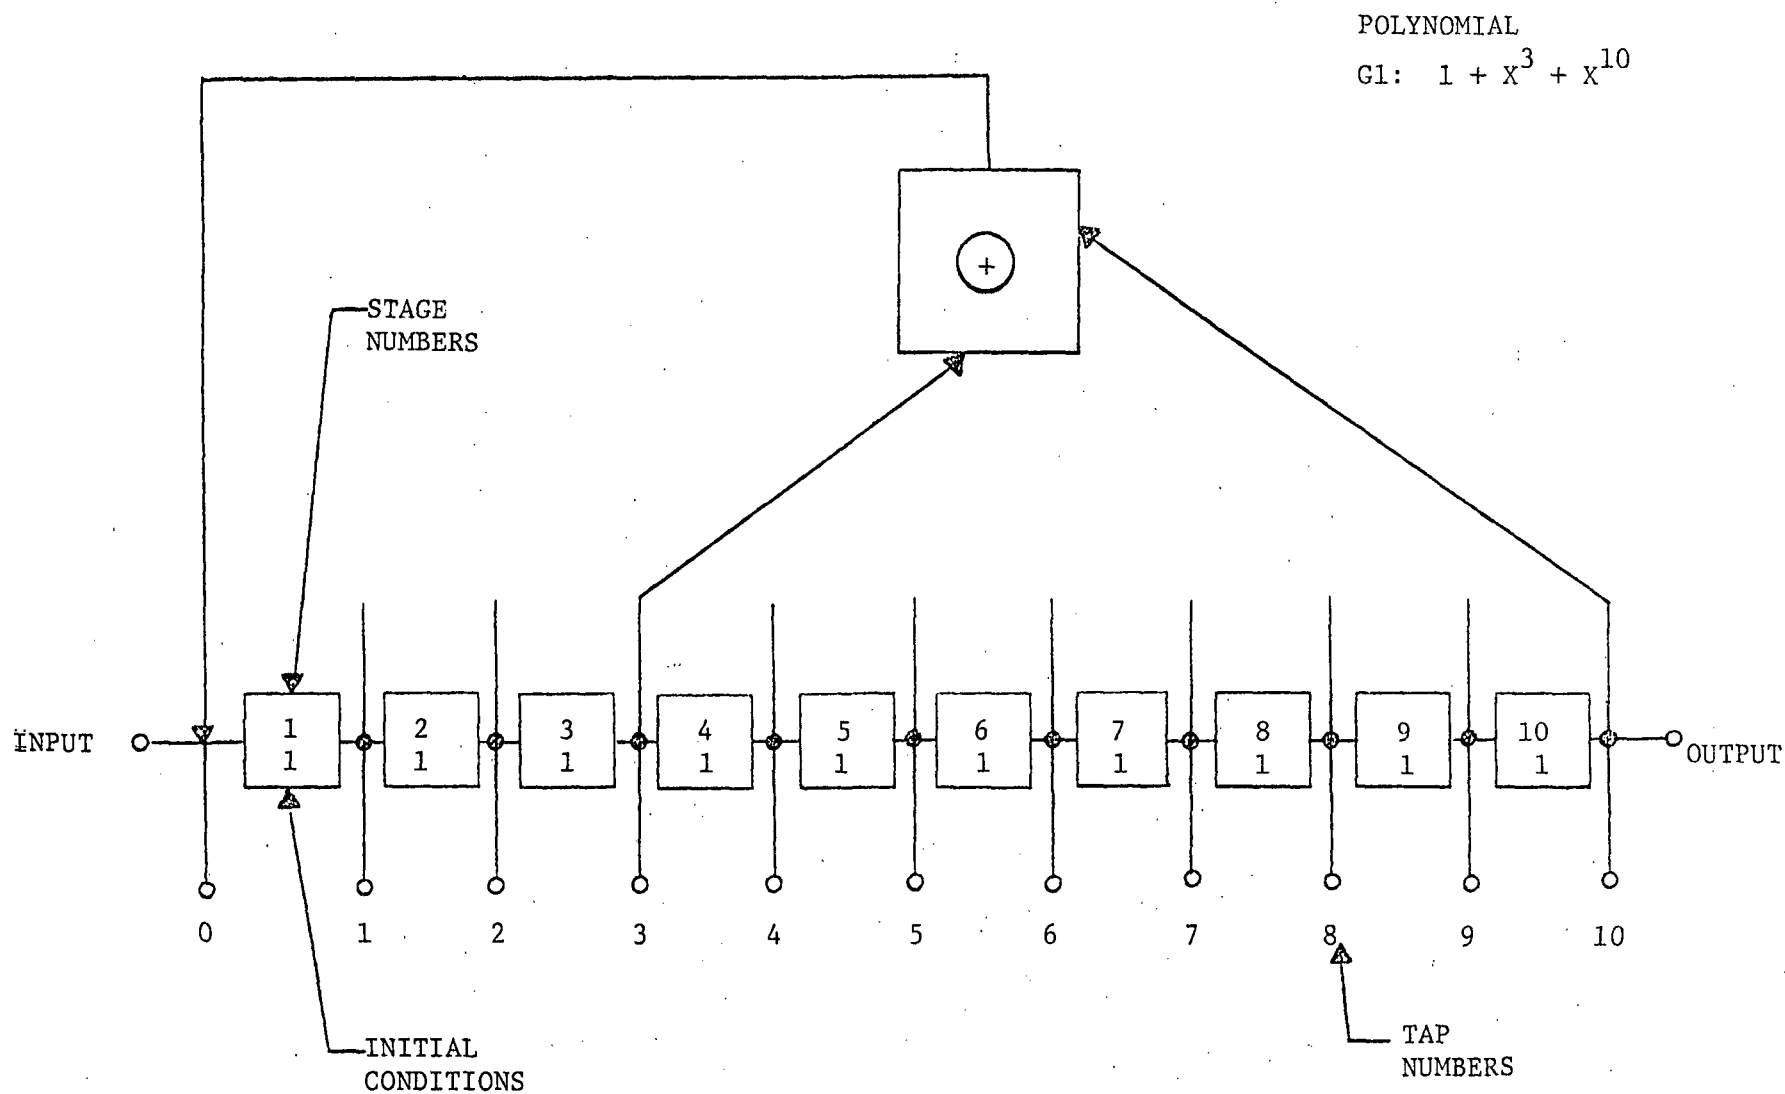 POLYNOMIAL
G1: 1 + X^3 + X^10
+
STAGE
NUMBERS
1 2 3 4 5 6 7 8 9 10
INPUT 1 1 1 1 1 1 1 1 1 1 OUTPUT
0 1 2 3 4 5 6 7 8 9 10
INITIAL
CONDITIONS
TAP
NUMBERS